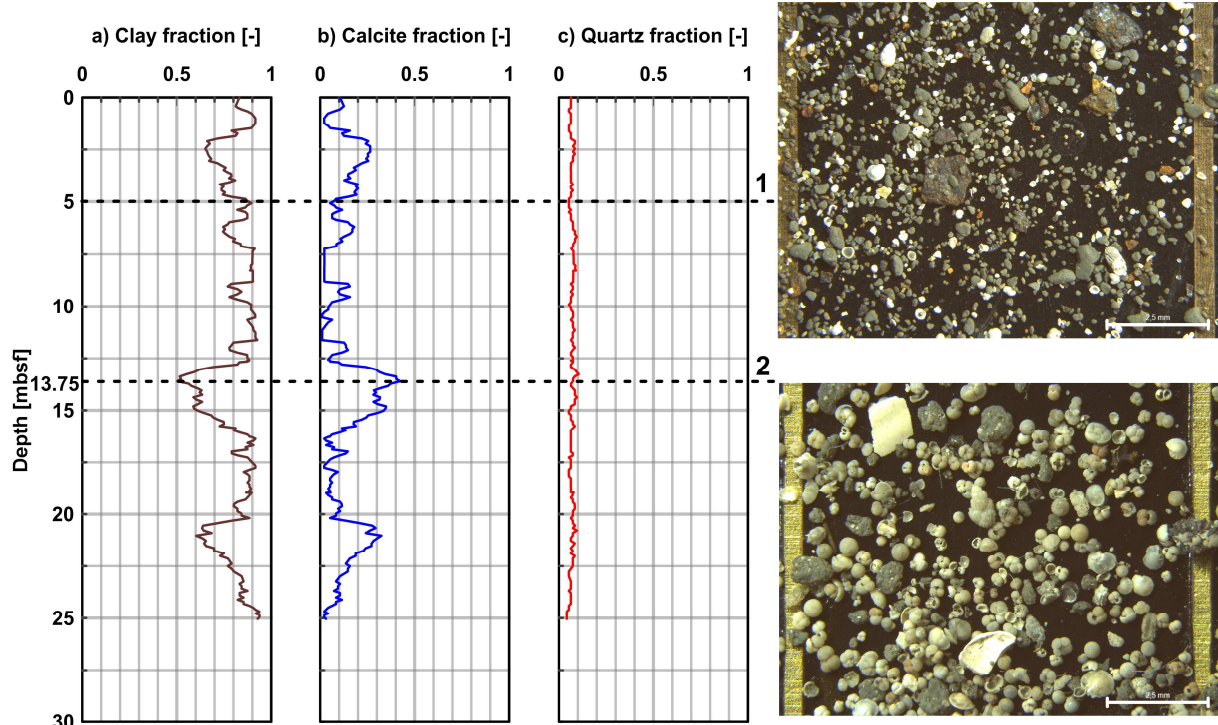 a) Clay fraction [-] b) Calcite fraction [-] c) Quartz fraction [-]
0 0.5 1 0 0.5 1 0 0.5 1
0
5
10
13.75
15
20
25
30
Depth [mbsf]
1
2
2,5 mm
2,5 mm